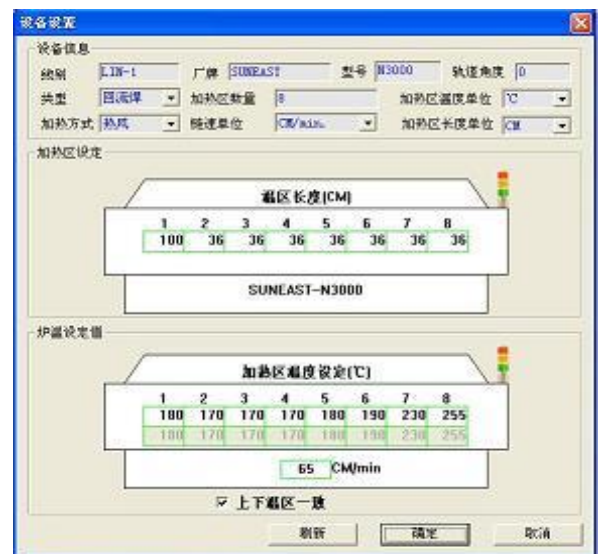 设备设置
设备信息
线别 LIN-1 厂牌 SUNEAST 型号 N3000 轨道角度 0
类型 回流焊 加热区数量 8 加热区温度单位 ℃
加热方式 热风 链速单位 CM/min. 加热区长度单位 CM
加热区设定
温区长度(CM)
1 2 3 4 5 6 7 8
100 36 36 36 36 36 36 36
SUNEAST-N3000
炉温设定值
加热区温度设定(℃)
1 2 3 4 5 6 7 8
180 170 170 170 180 190 230 255
180 170 170 170 180 190 230 255
65 CM/min
上下温区一致
刷新 确定 取消